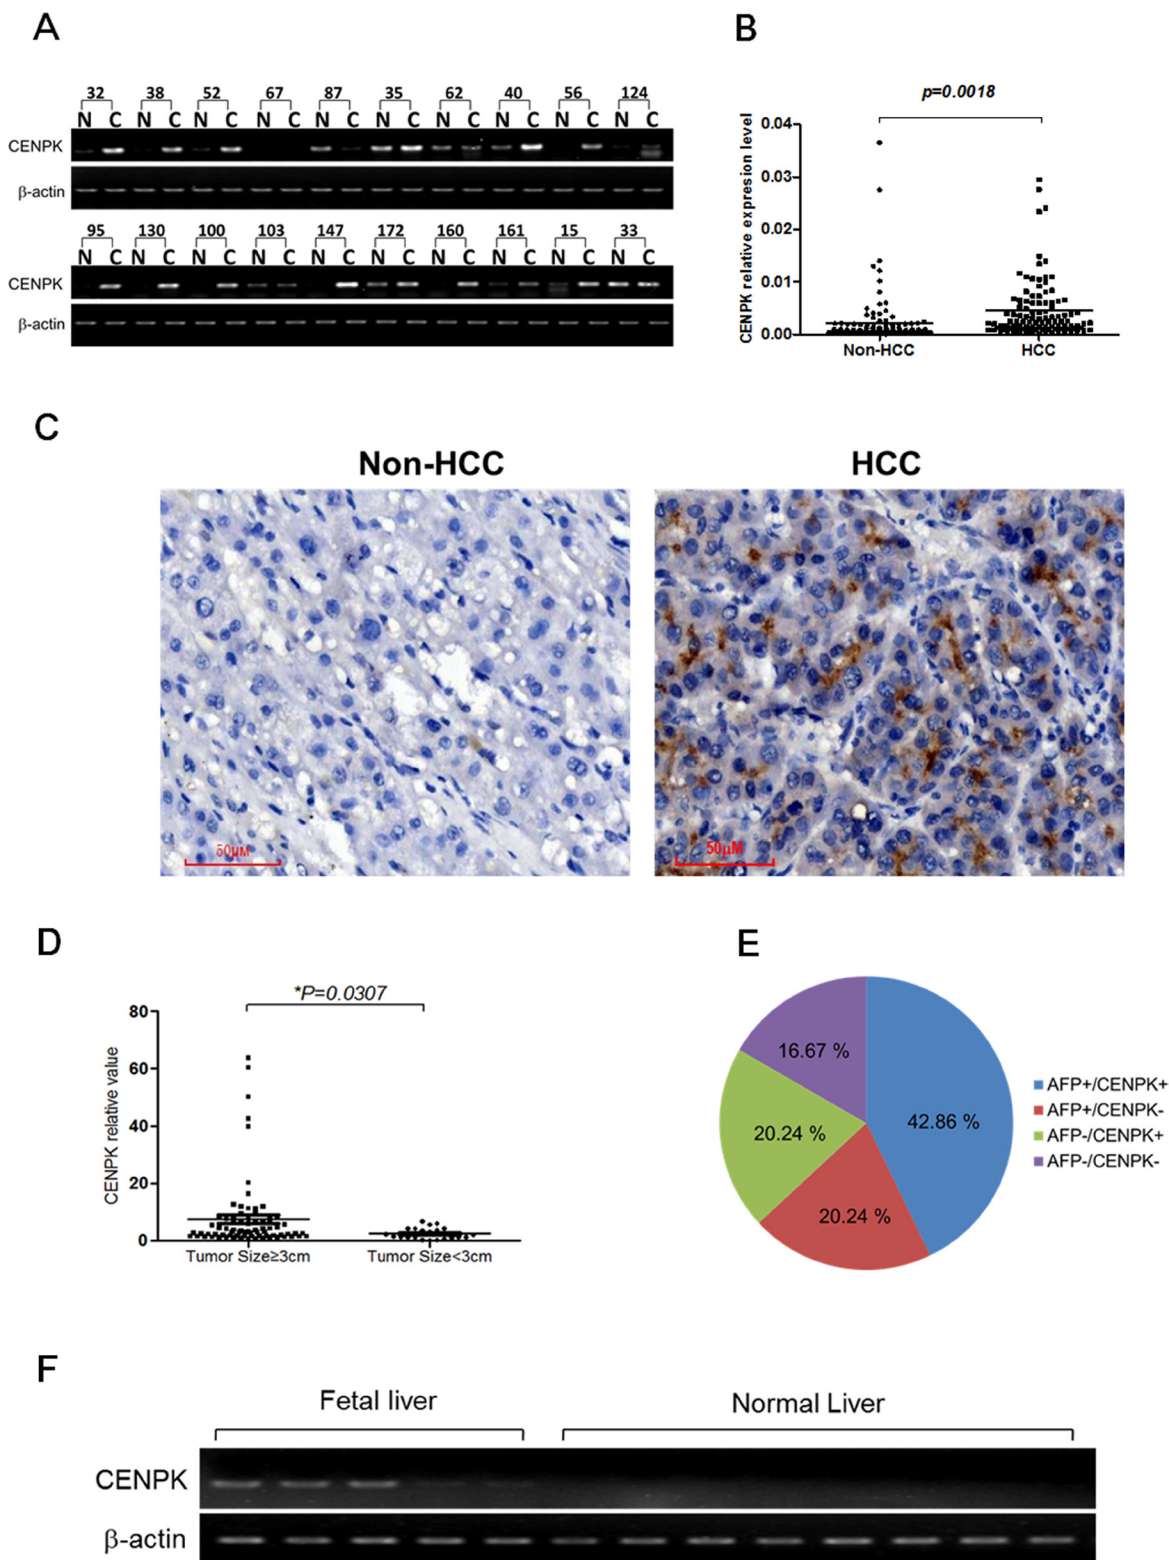 A
32 38 52 67 87 35 62 40 56 124
N C N C N C N C N C N C N C N C N C N C
CENPK
β-actin
95 130 100 103 147 172 160 161 15 33
N C N C N C N C N C N C N C N C N C N C
CENPK
β-actin
B
p=0.0018
CENPK relative expresion level
0.04
0.03
0.02
0.01
0.00
Non-HCC HCC
C
Non-HCC HCC
50µM 50µM
D
*P=0.0307
CENPK relative value
80
60
40
20
0
Tumor Size≥3cm Tumor Size<3cm
E
16.67 %
42.86 %
20.24 %
20.24 %
AFP+/CENPK+
AFP+/CENPK-
AFP-/CENPK+
AFP-/CENPK-
F
Fetal liver Normal Liver
CENPK
β-actin